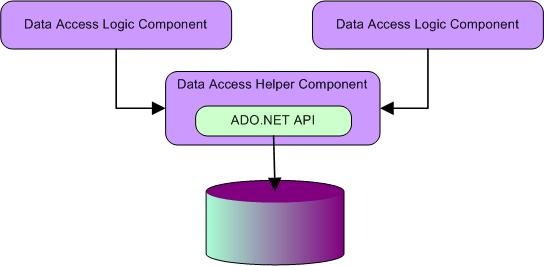 Data Access Logic Component
Data Access Logic Component
Data Access Helper Component
ADO.NET API